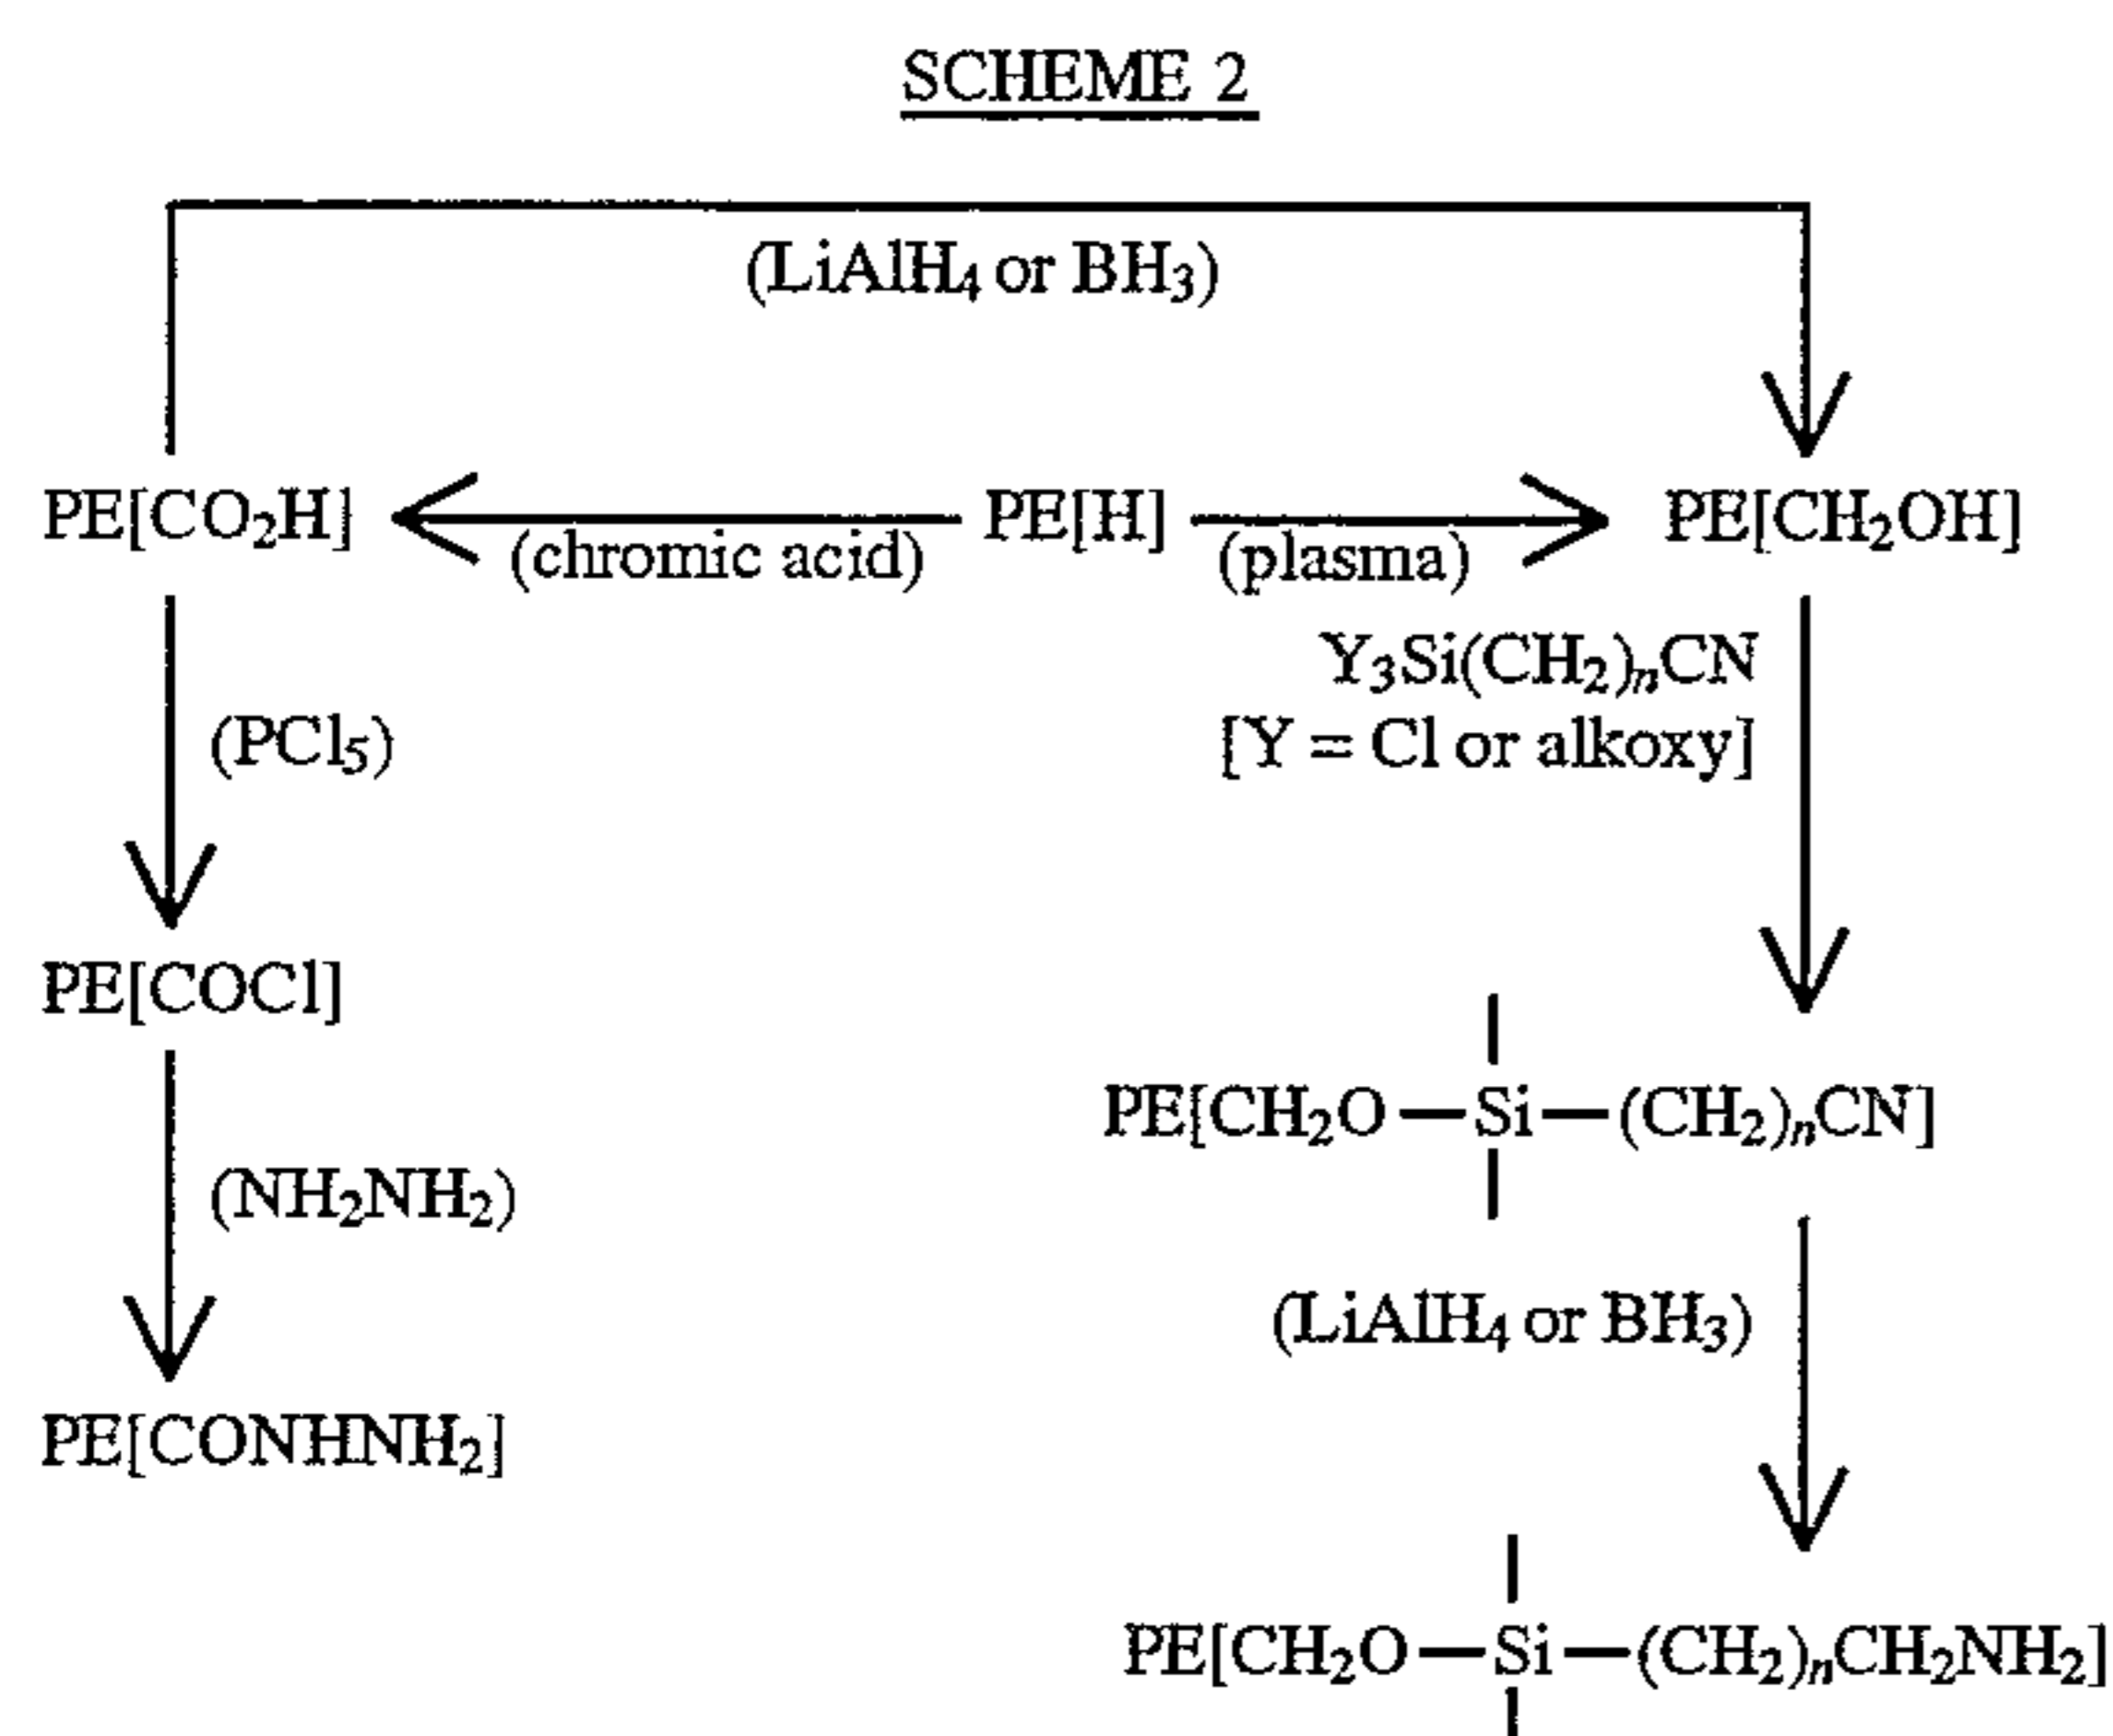 SCHEME 2
(LiAlH4 or BH3)
PE[CO2H] (chromic acid) PE[H] (plasma) PE[CH2OH]
Y3Si(CH2)nCN
[Y = Cl or alkoxy]
(PCl5)
PE[COCl]
PE[CH2O—Si—(CH2)nCN]
(NH2NH2)
(LiAlH4 or BH3)
PE[CONHNH2]
PE[CH2O—Si—(CH2)nCH2NH2]